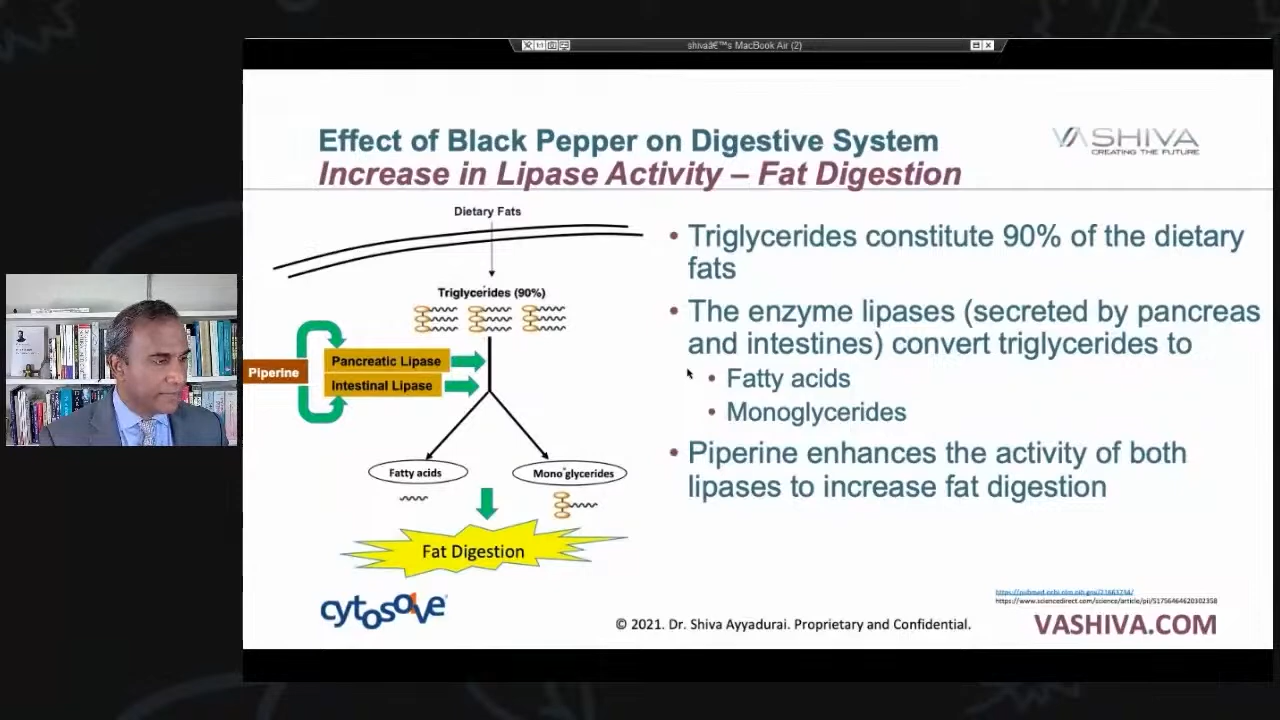 shivaâ€™s MacBook Air (2)
Effect of Black Pepper on Digestive System
Increase in Lipase Activity – Fat Digestion
VASHIVA
CREATING THE FUTURE
Dietary Fats
Triglycerides (90%)
Piperine
Pancreatic Lipase
Intestinal Lipase
Fatty acids
Mono glycerides
Fat Digestion
• Triglycerides constitute 90% of the dietary
fats
• The enzyme lipases (secreted by pancreas
and intestines) convert triglycerides to
• Fatty acids
• Monoglycerides
• Piperine enhances the activity of both
lipases to increase fat digestion
cytosolve
© 2021. Dr. Shiva Ayyadurai. Proprietary and Confidential.
VASHIVA.COM